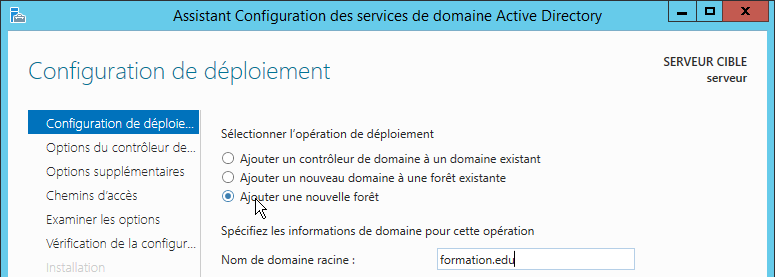 Assistant Configuration des services de domaine Active Directory
Configuration de déploiement
SERVEUR CIBLE
serveur
Configuration de déploie...
Options du contrôleur de...
Options supplémentaires
Chemins d'accès
Examiner les options
Vérification de la configur...
Installation
Sélectionner l'opération de déploiement
Ajouter un contrôleur de domaine à un domaine existant
Ajouter un nouveau domaine à une forêt existante
Ajouter une nouvelle forêt
Spécifiez les informations de domaine pour cette opération
Nom de domaine racine : formation.edu